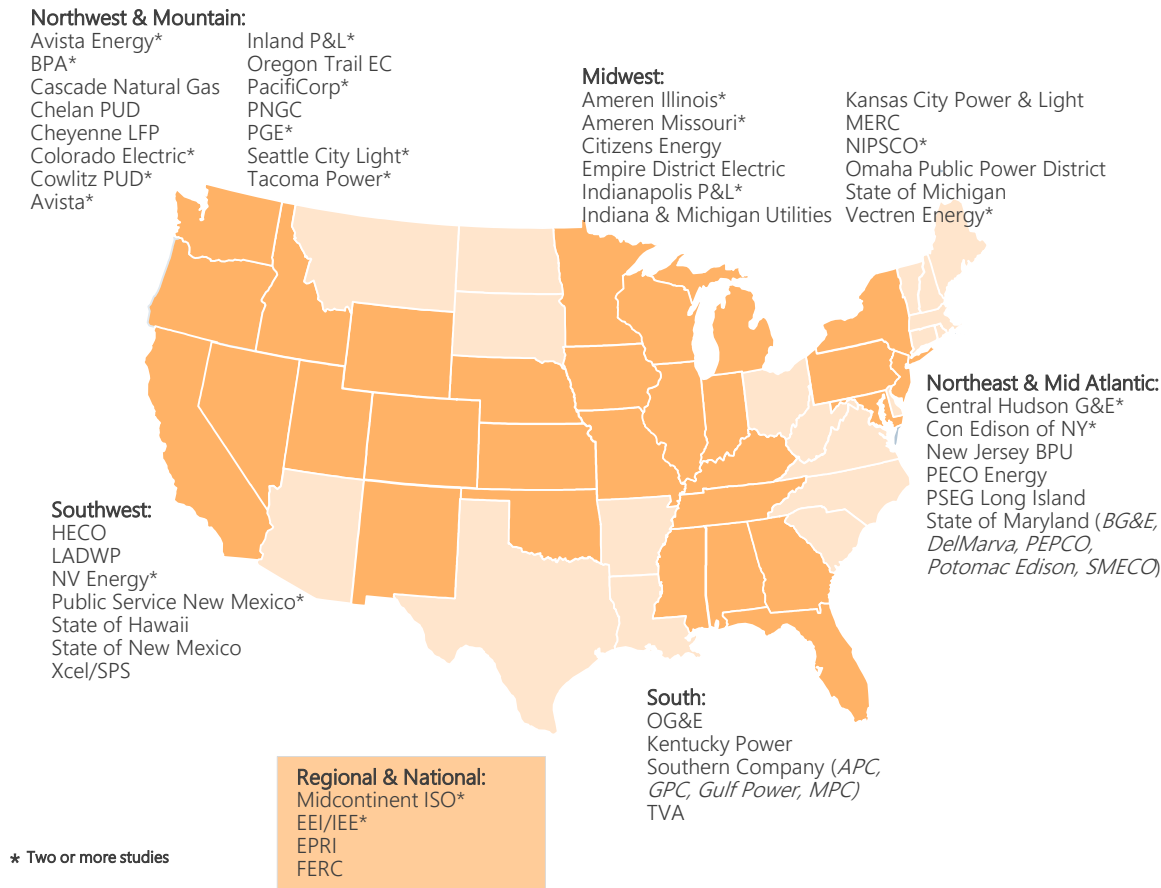 Northwest & Mountain:
Avista Energy*
BPA*
Cascade Natural Gas
Chelan PUD
Cheyenne LFP
Colorado Electric*
Cowlitz PUD*
Avista*
Inland P&L*
Oregon Trail EC
PacifiCorp*
PNGC
PGE*
Seattle City Light*
Tacoma Power*
Midwest:
Ameren Illinois*
Ameren Missouri*
Citizens Energy
Empire District Electric
Indianapolis P&L*
Indiana & Michigan Utilities
Kansas City Power & Light
MERC
NIPSCO*
Omaha Public Power District
State of Michigan
Vectren Energy*
Northeast & Mid Atlantic:
Central Hudson G&E*
Con Edison of NY*
New Jersey BPU
PECO Energy
PSEG Long Island
State of Maryland (BG&E,
DelMarva, PEPCO,
Potomac Edison, SMECO)
Southwest:
HECO
LADWP
NV Energy*
Public Service New Mexico*
State of Hawaii
State of New Mexico
Xcel/SPS
South:
OG&E
Kentucky Power
Southern Company (APC,
GPC, Gulf Power, MPC)
TVA
Regional & National:
Midcontinent ISO*
EEI/IEE*
EPRI
FERC
* Two or more studies